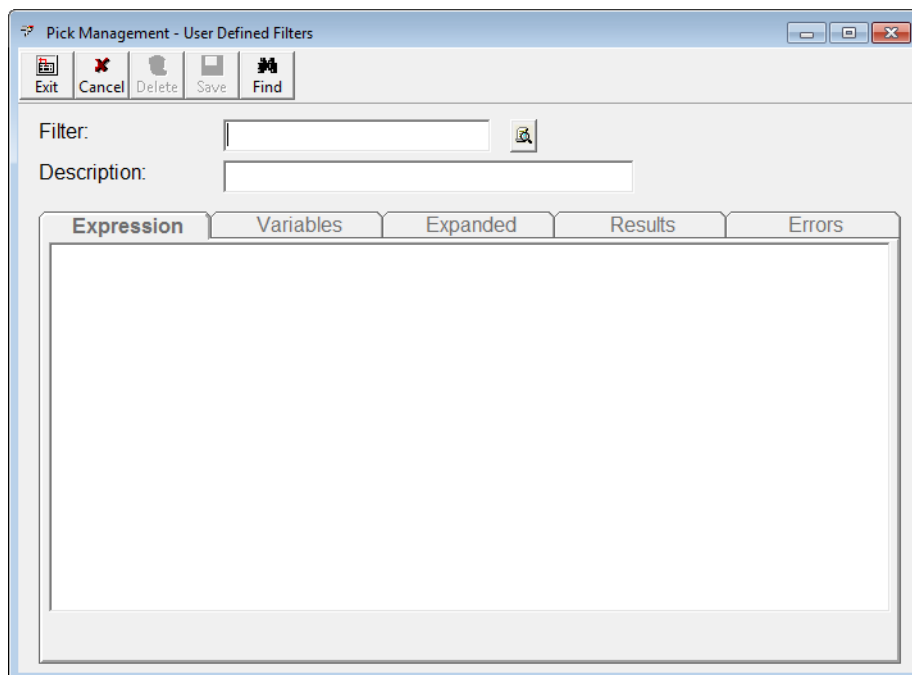 Pick Management - User Defined Filters
Exit Cancel Delete Save Find
Filter:
Description:
Expression Variables Expanded Results Errors